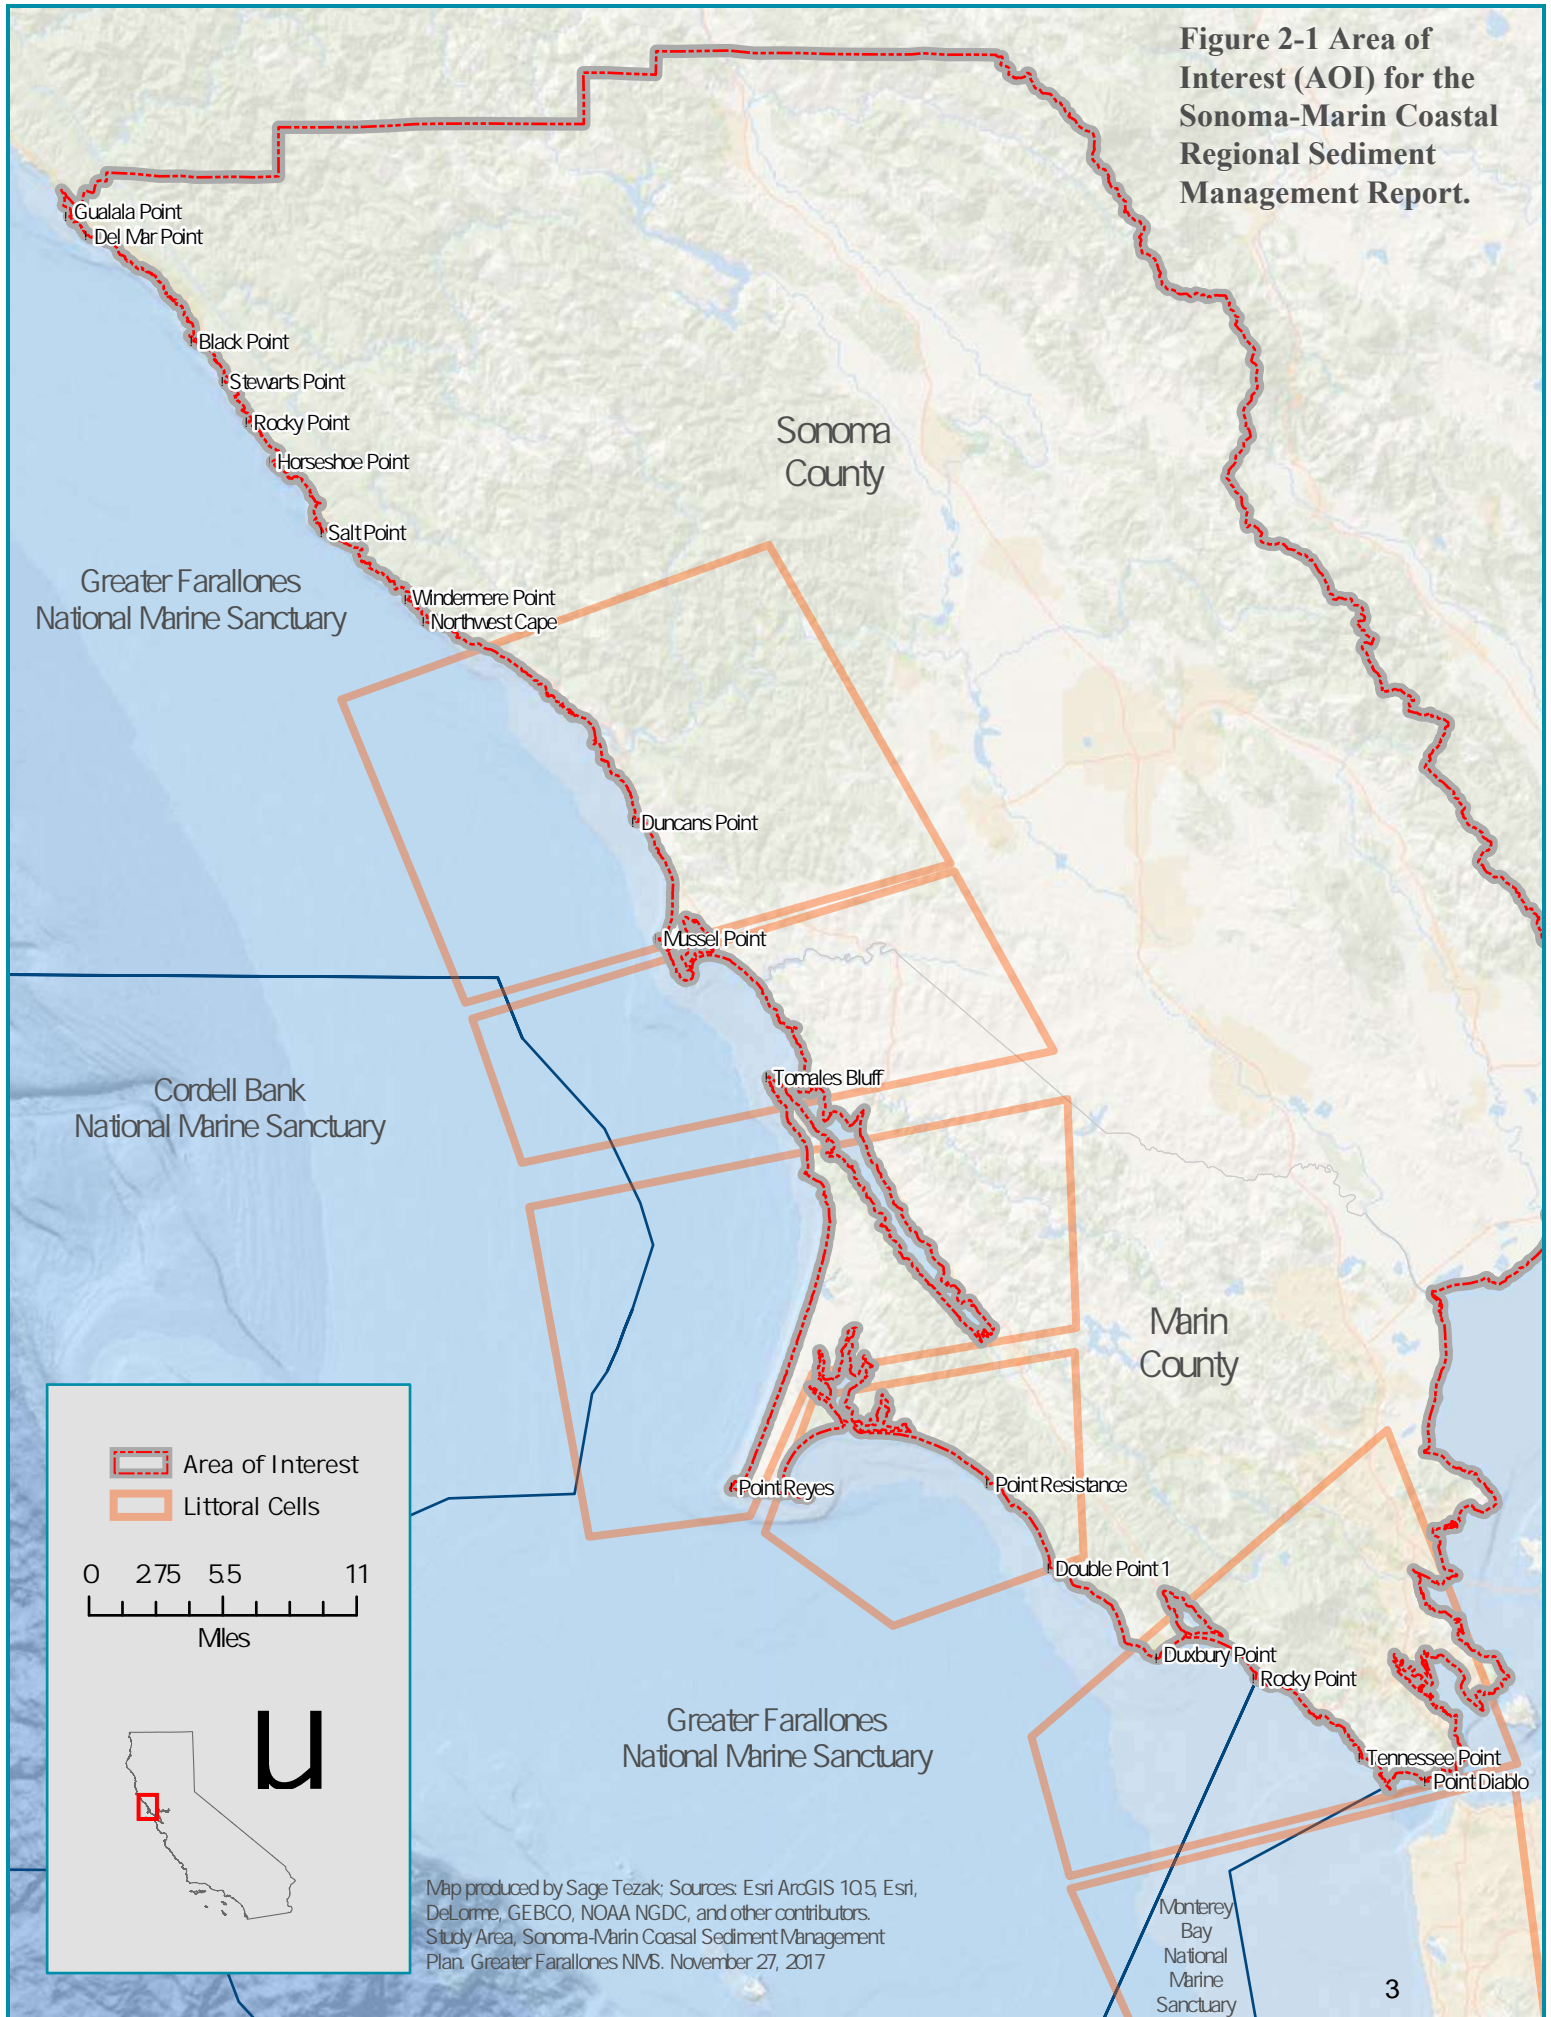 Figure 2-1 Area of
Interest (AOI) for the
Sonoma-Marin Coastal
Regional Sediment
Management Report.
Gualala Point
Del Mar Point
Black Point
Stewarts Point
Rocky Point
Horseshoe Point
Salt Point
Sonoma
County
Greater Farallones
National Marine Sanctuary
Windermere Point
Northwest Cape
Duncans Point
Mussel Point
Tomales Bluff
Cordell Bank
National Marine Sanctuary
Marin
County
Point Reyes
Point Resistance
Double Point 1
Duxbury Point
Rocky Point
Tennessee Point
Point Diablo
Greater Farallones
National Marine Sanctuary
Monterey
Bay
National
Marine
Sanctuary
Area of Interest
Littoral Cells
0 2.75 5.5 11
Miles
u
Map produced by Sage Tezak; Sources: Esri ArcGIS 10.5, Esri,
DeLorme, GEBCO, NOAA NGDC, and other contributors.
Study Area, Sonoma-Marin Coasal Sediment Management
Plan. Greater Farallones NMS. November 27, 2017
3